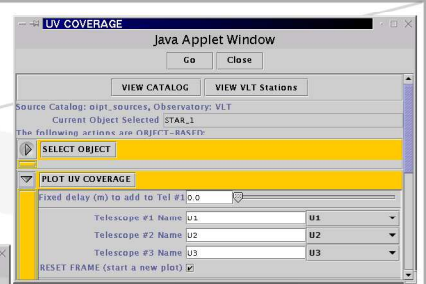 UV COVERAGE
Java Applet Window
Go Close
VIEW CATALOG VIEW VLT Stations
Source Catalog: oipt_sources, Observatory: VLT
Current Object Selected STAR_1
The following actions are OBJECT-BASED:
SELECT OBJECT
PLOT UV COVERAGE
Fixed delay (m) to add to Tel #1 0.0
Telescope #1 Name U1 U1
Telescope #2 Name U2 U2
Telescope #3 Name U3 U3
RESET FRAME (start a new plot)